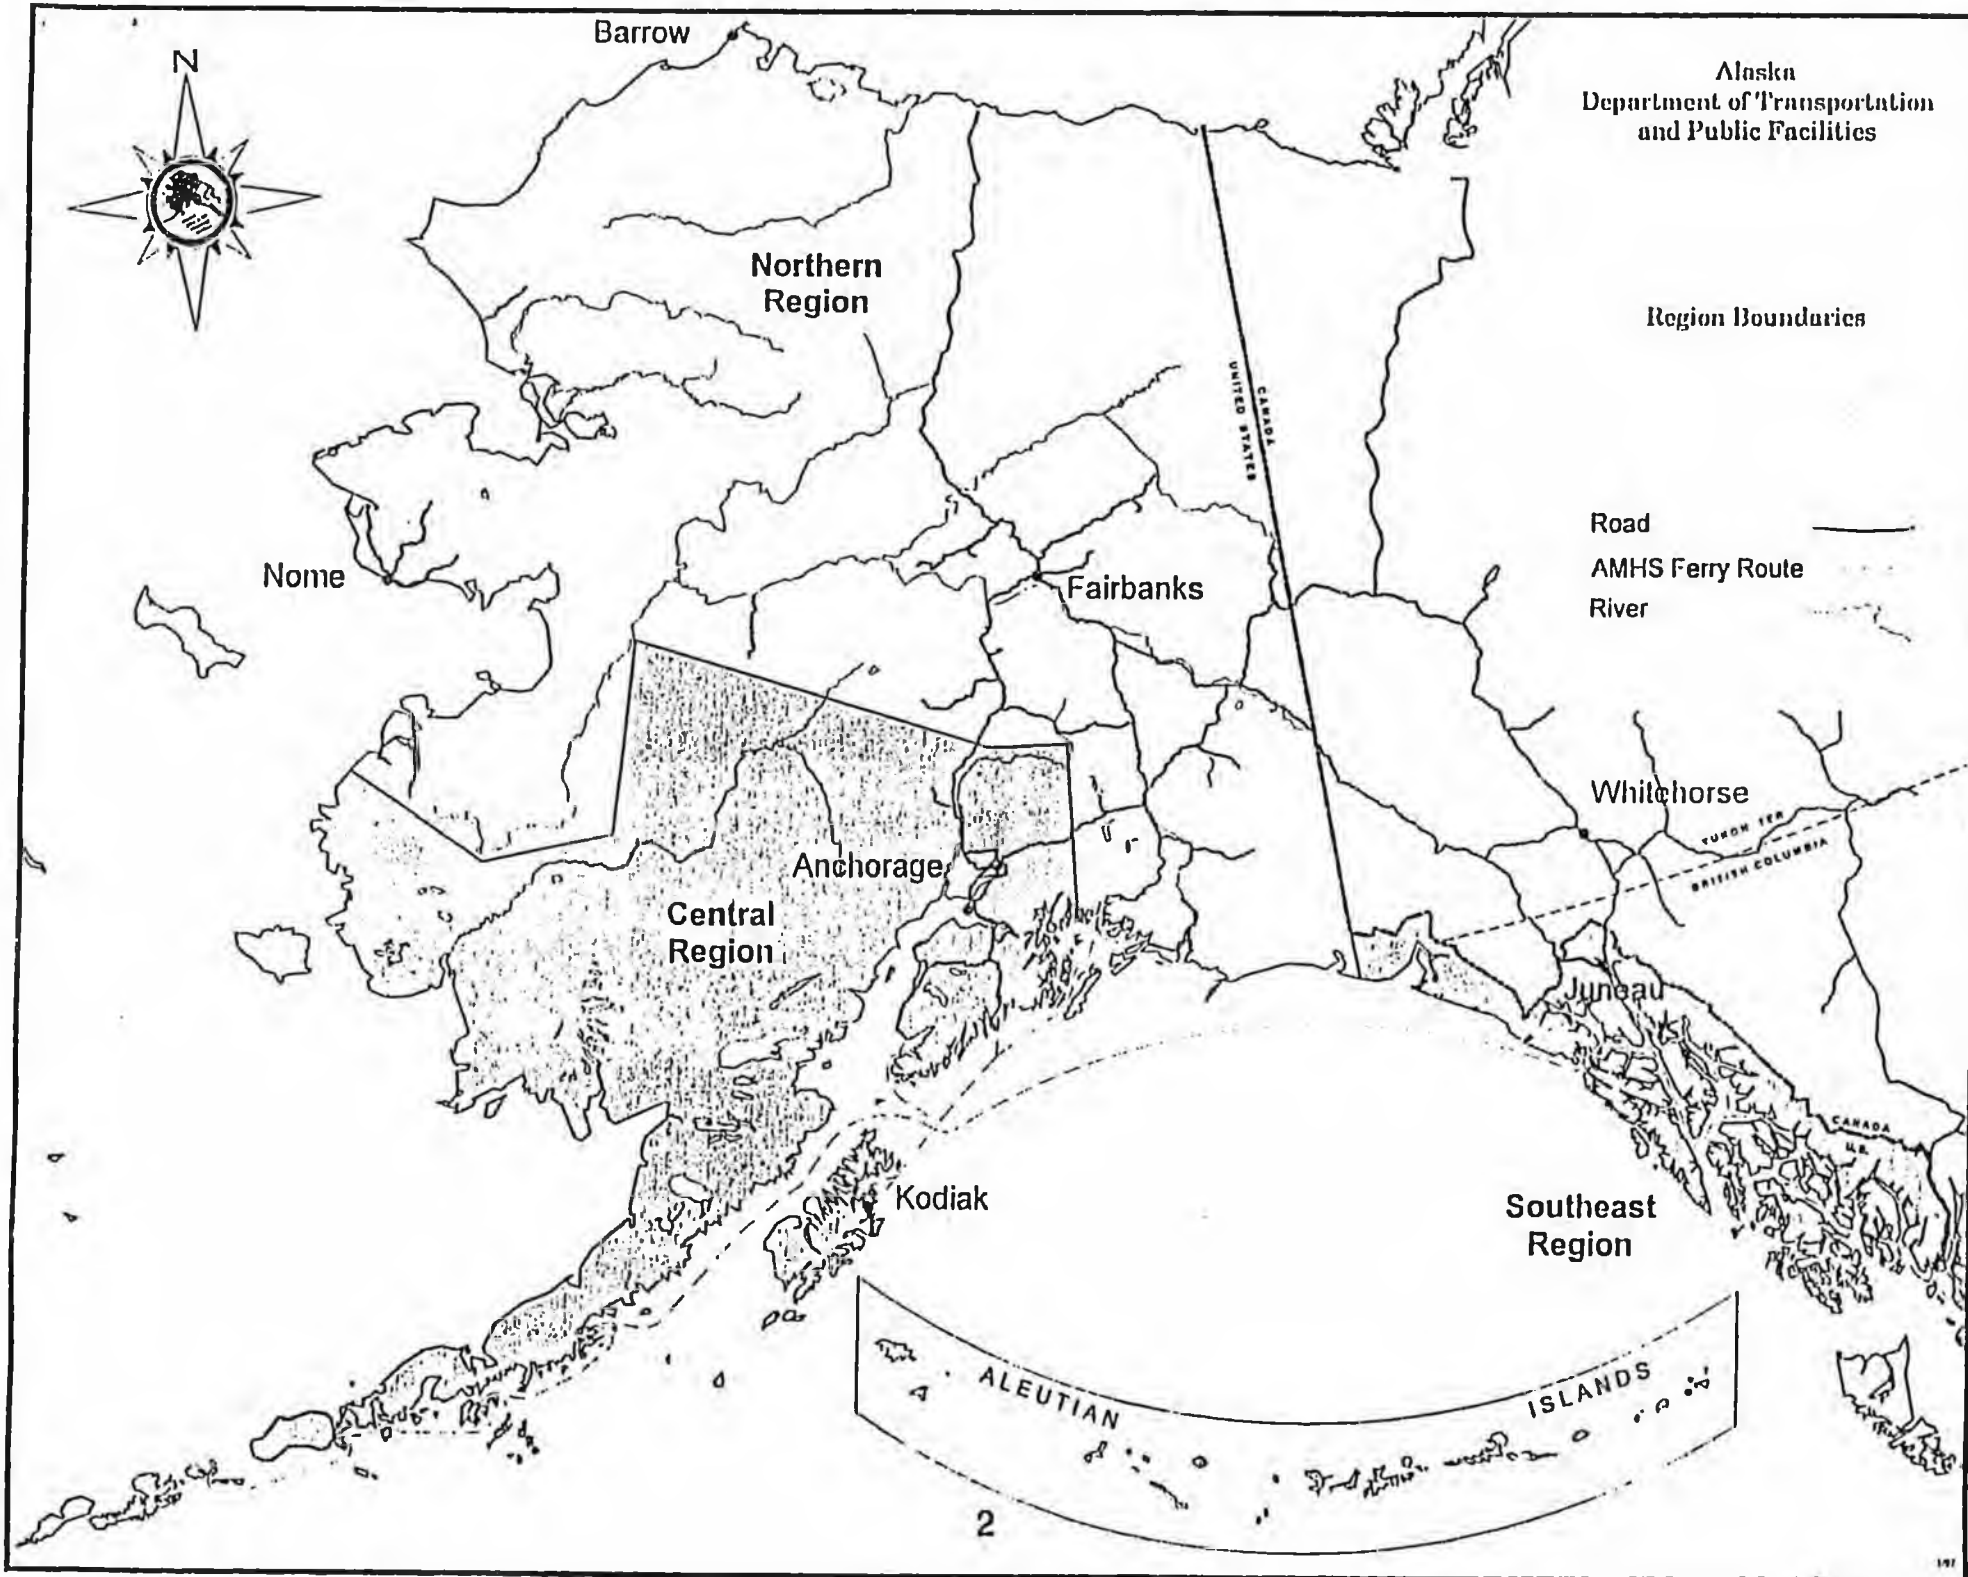 Barrow
N
Alaska
Department of Transportation
and Public Facilities
Northern
Region
Region Boundaries
CANADA
UNITED STATES
Road
AMHS Ferry Route
River
Nome
Fairbanks
Whitehorse
YUKON TER
BRITISH COLUMBIA
Anchorage
Central
Region
Juneau
CANADA
U.S.
Kodiak
Southeast
Region
ALEUTIAN ISLANDS
2
1/97